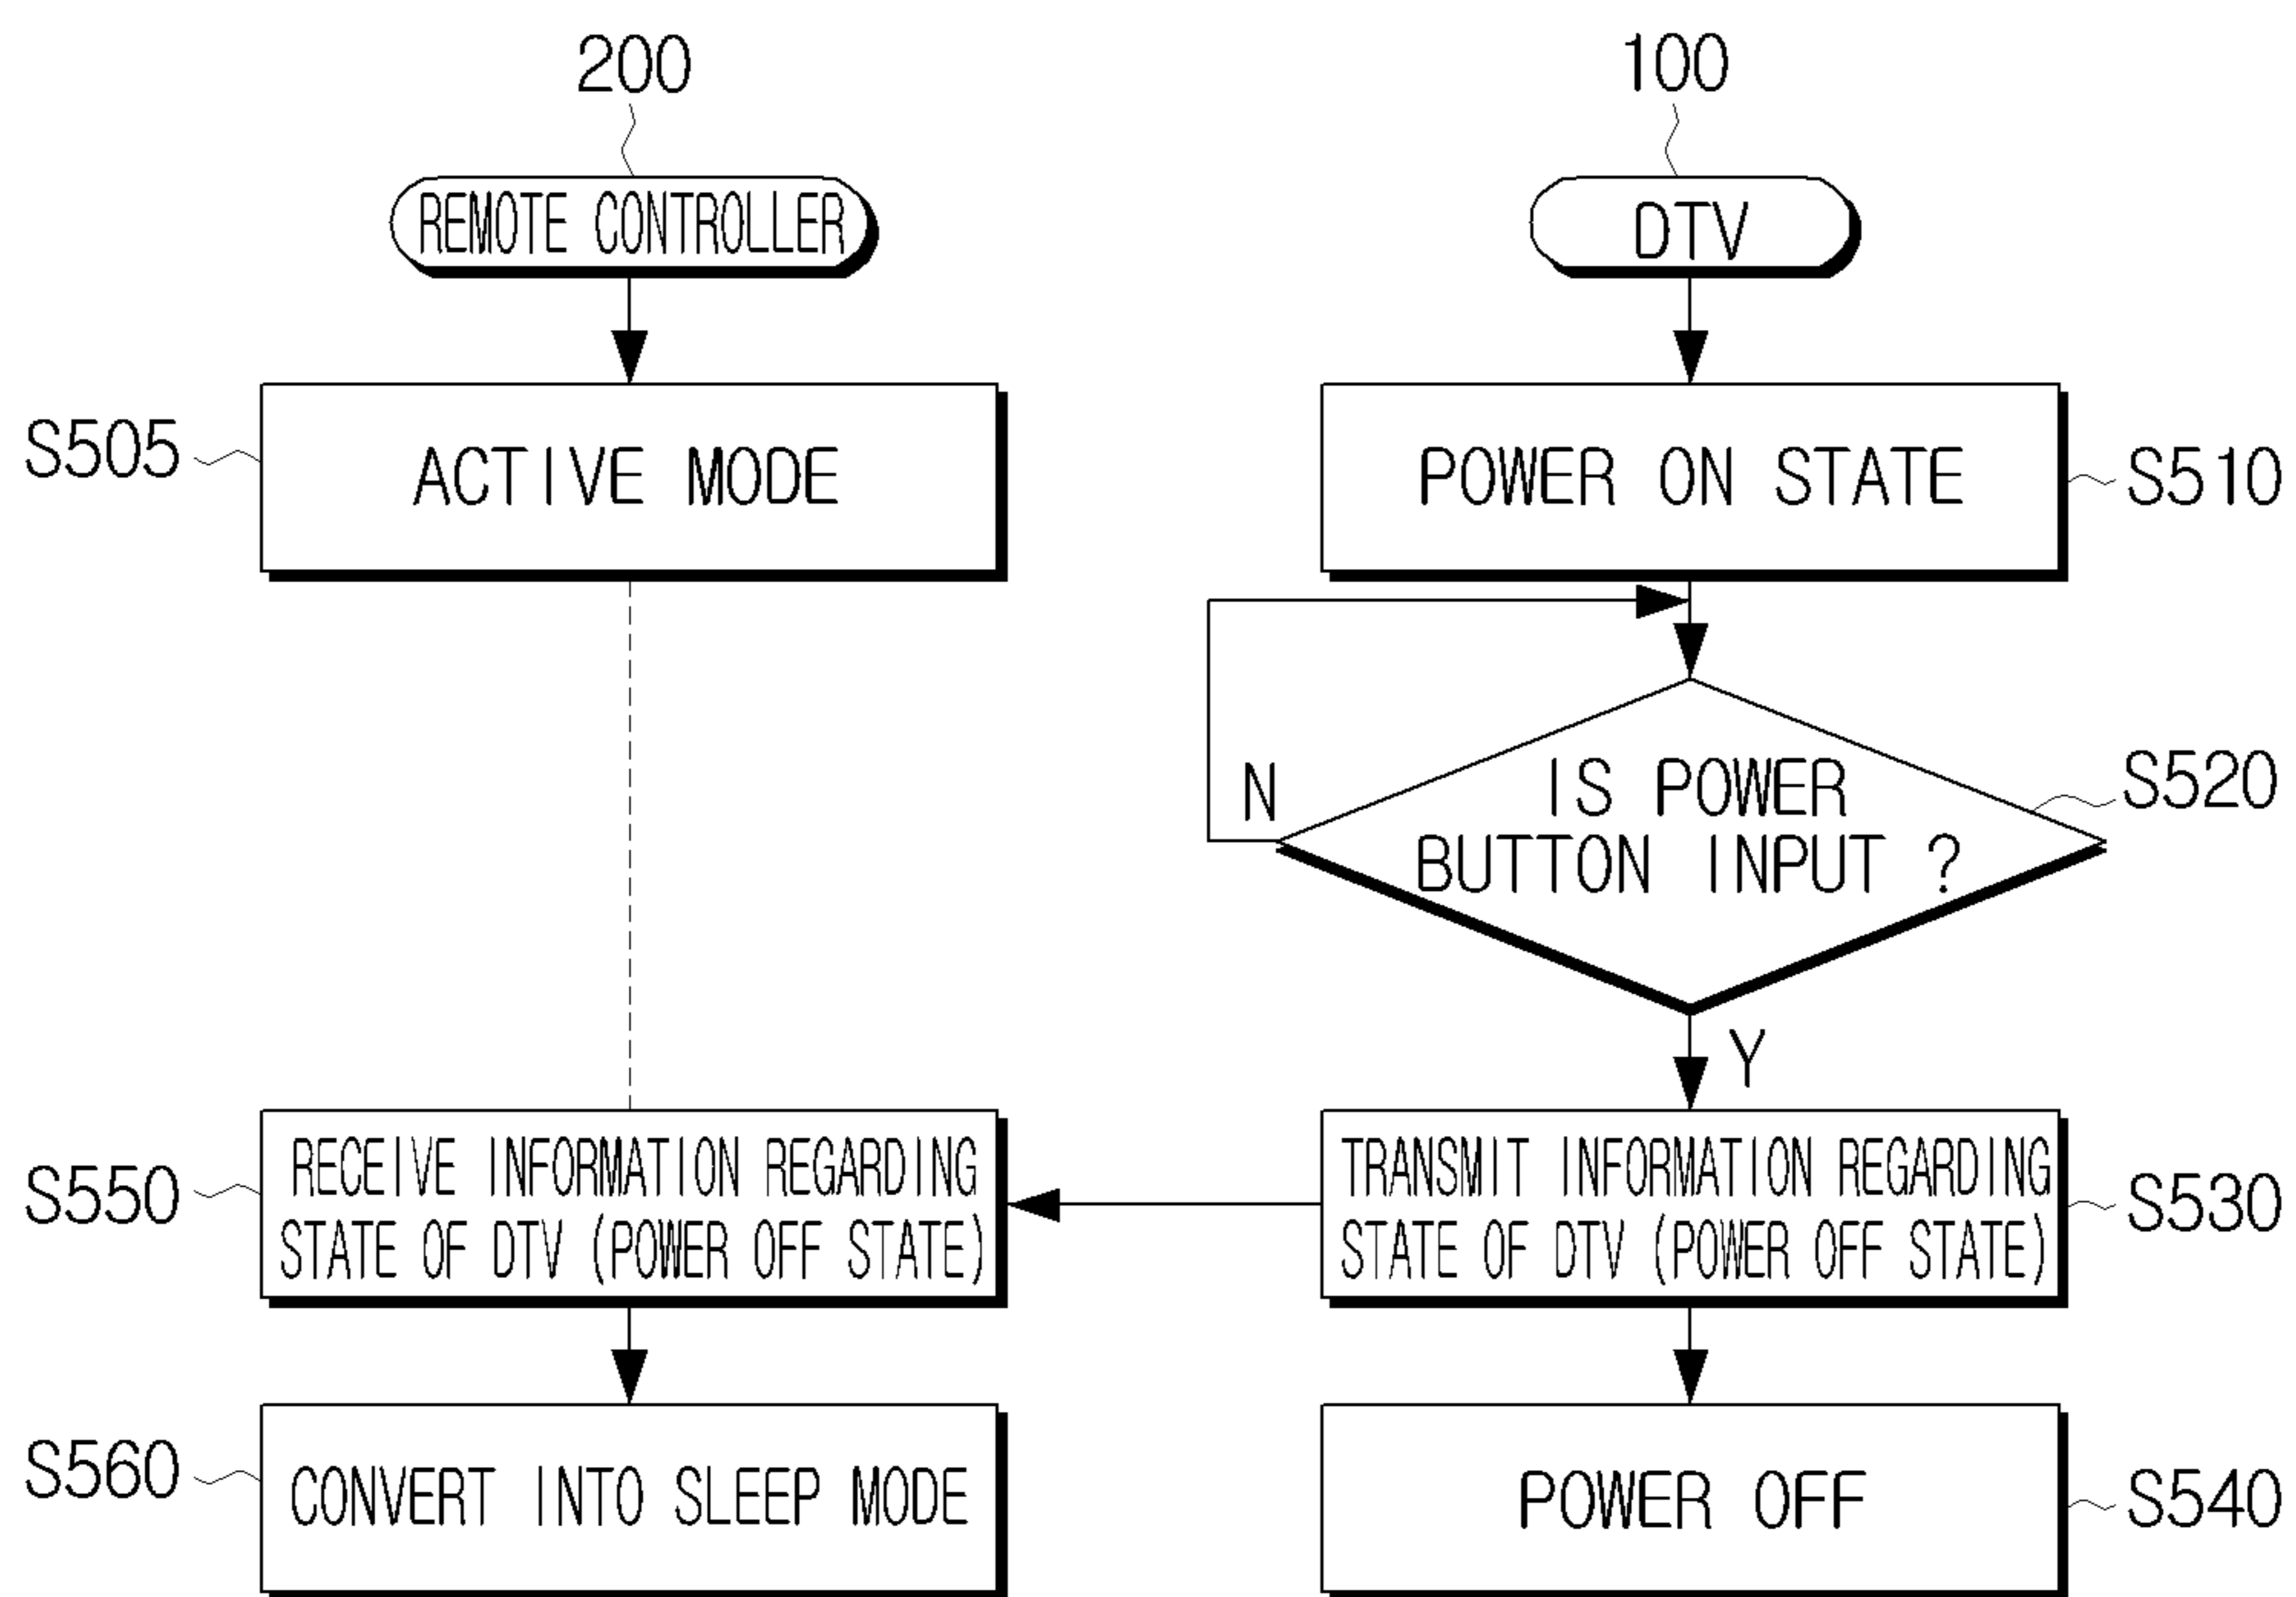 200
100
REMOTE CONTROLLER
DTV
S505
ACTIVE MODE
POWER ON STATE
S510
N
IS POWER
BUTTON INPUT ?
S520
Y
S550
RECEIVE INFORMATION REGARDING
STATE OF DTV (POWER OFF STATE)
TRANSMIT INFORMATION REGARDING
STATE OF DTV (POWER OFF STATE)
S530
S560
CONVERT INTO SLEEP MODE
POWER OFF
S540